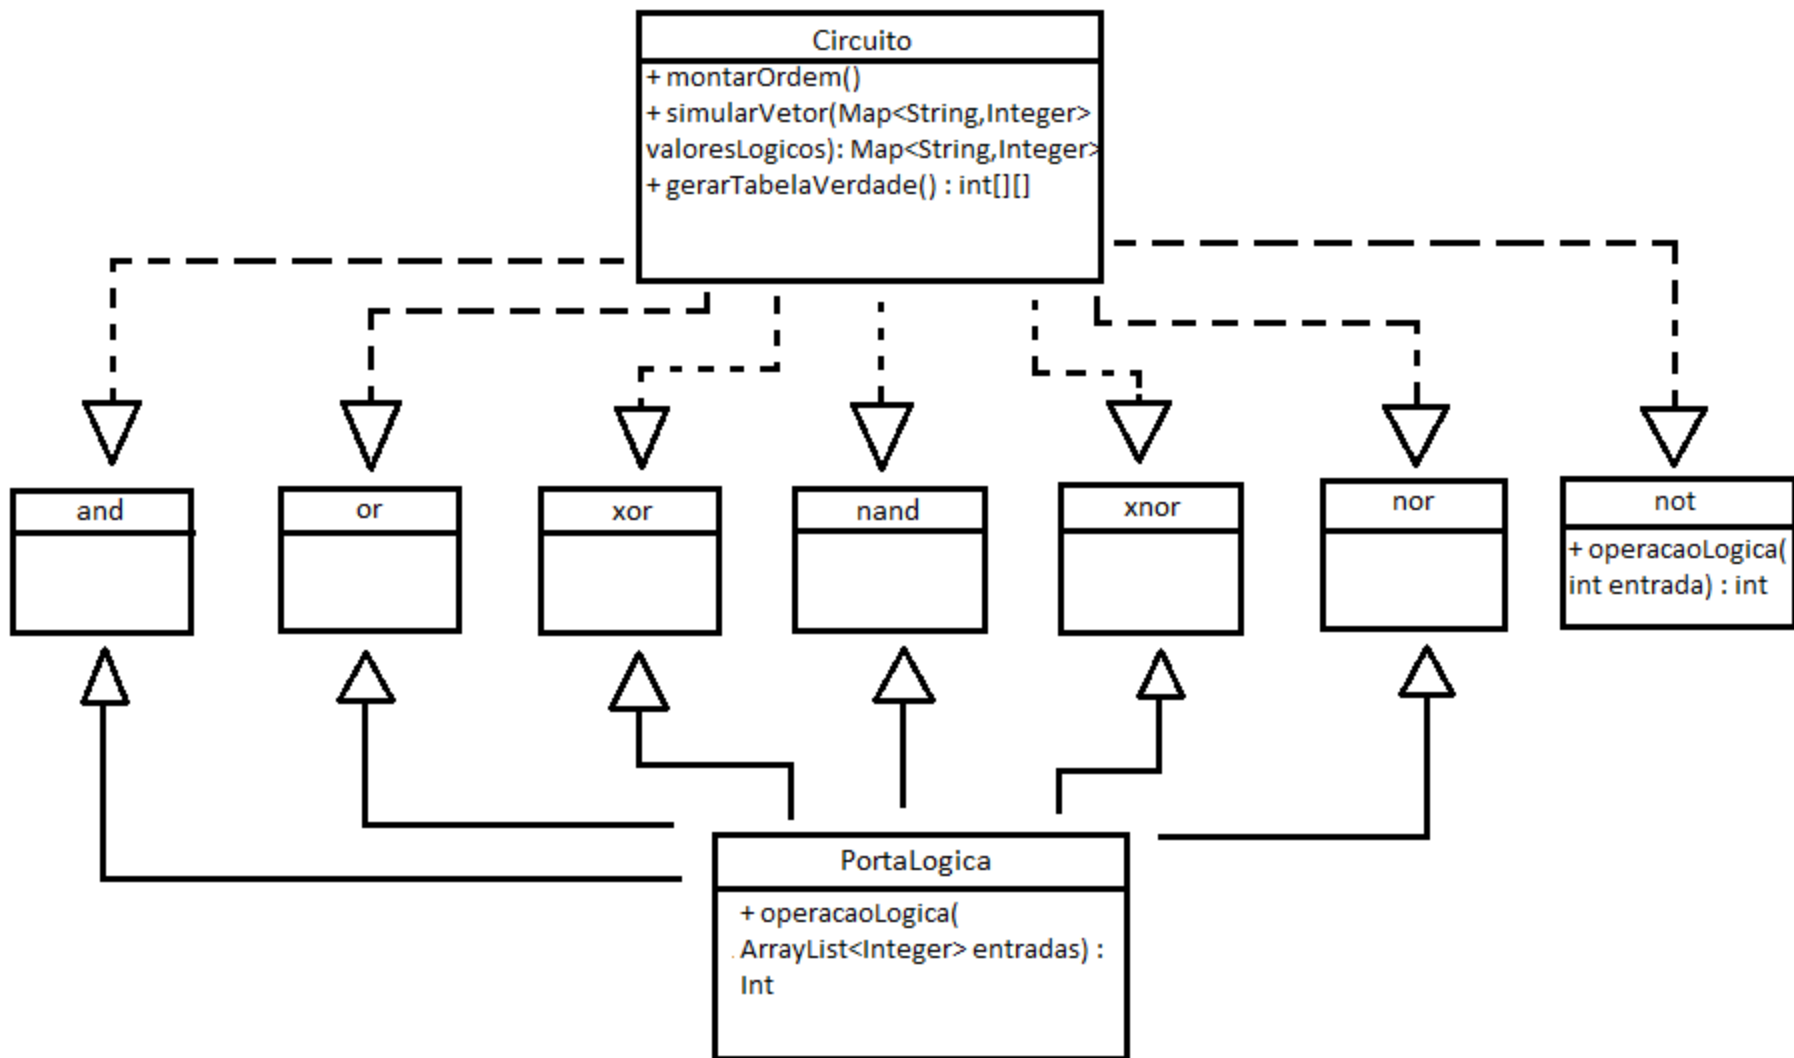 Circuito
+ montarOrdem()
+ simularVetor(Map<String,Integer>
valoresLogicos): Map<String,Integer>
+ gerarTabelaVerdade() : int[][]
and
or
xor
nand
xnor
nor
not
+ operacaoLogica(
int entrada) : int
PortaLogica
+ operacaoLogica(
ArrayList<Integer> entradas) :
Int